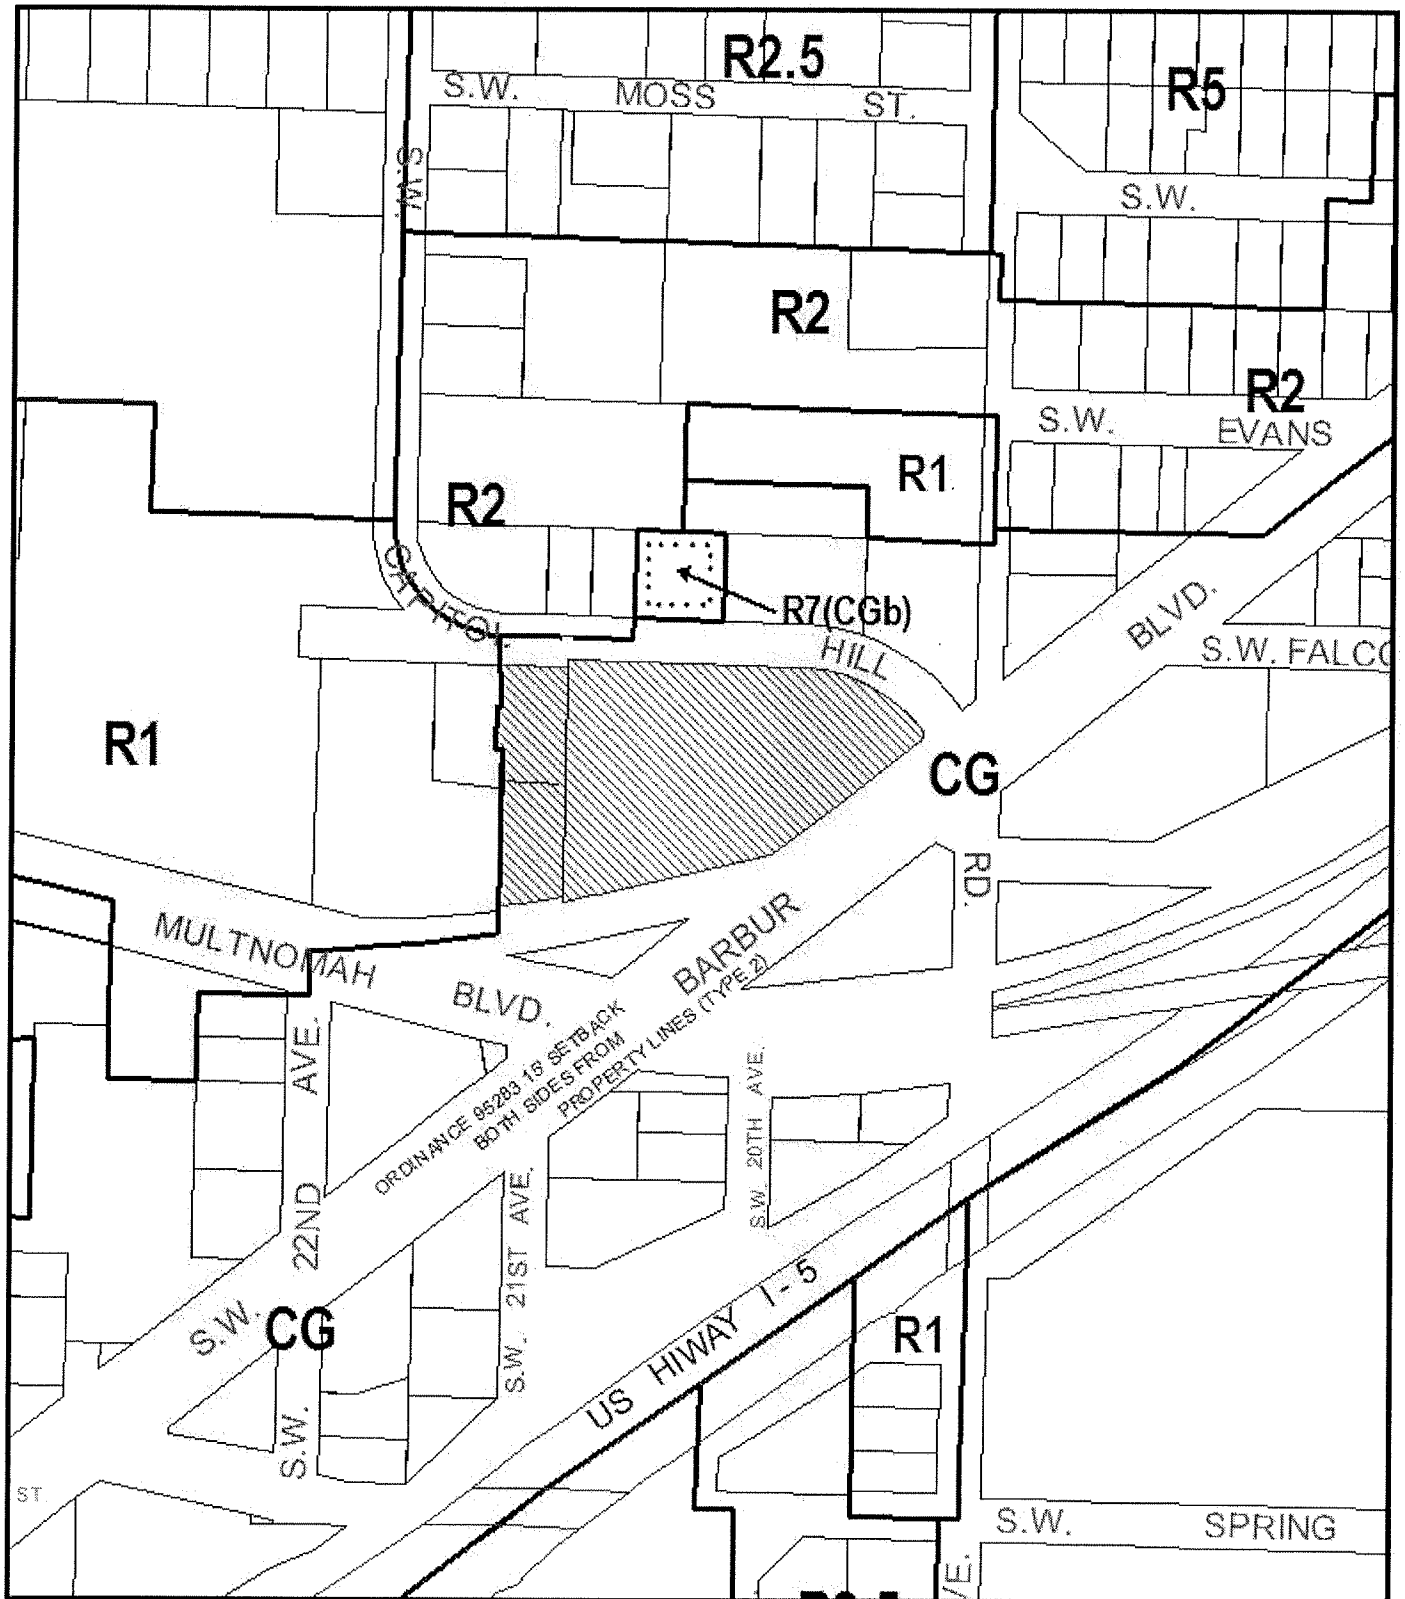 R2.5
R5
S.W. MOSS ST.
S.W.
S.W.
R2
R2
S.W. EVANS
R1
R2
CAPITOL
R7(CGb)
HILL
BLVD.
S.W. FALCO
R1
CG
RD.
MULTNOMAH
BLVD.
BARBUR
ORDINANCE 95283 15' SETBACK
BOTH SIDES FROM
PROPERTY LINES (TYPE 2)
AVE.
22ND
S.W. 21ST AVE.
S.W. 20TH AVE.
S.W.
CG
US HIWAY I - 5
R1
S.W.
ST.
S.W. SPRING
VE.